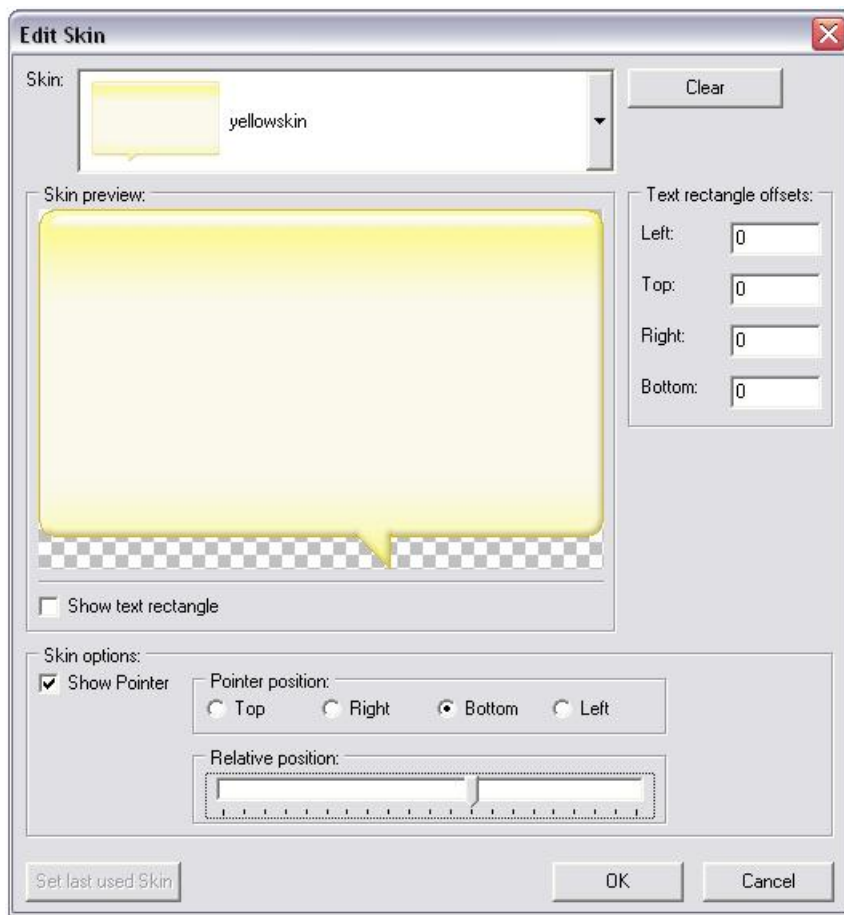 Edit Skin
Skin:
yellowskin
Clear
Skin preview:
Text rectangle offsets:
Left: 0
Top: 0
Right: 0
Bottom: 0
Show text rectangle
Skin options:
Show Pointer
Pointer position:
Top Right Bottom Left
Relative position:
Set last used Skin
OK
Cancel